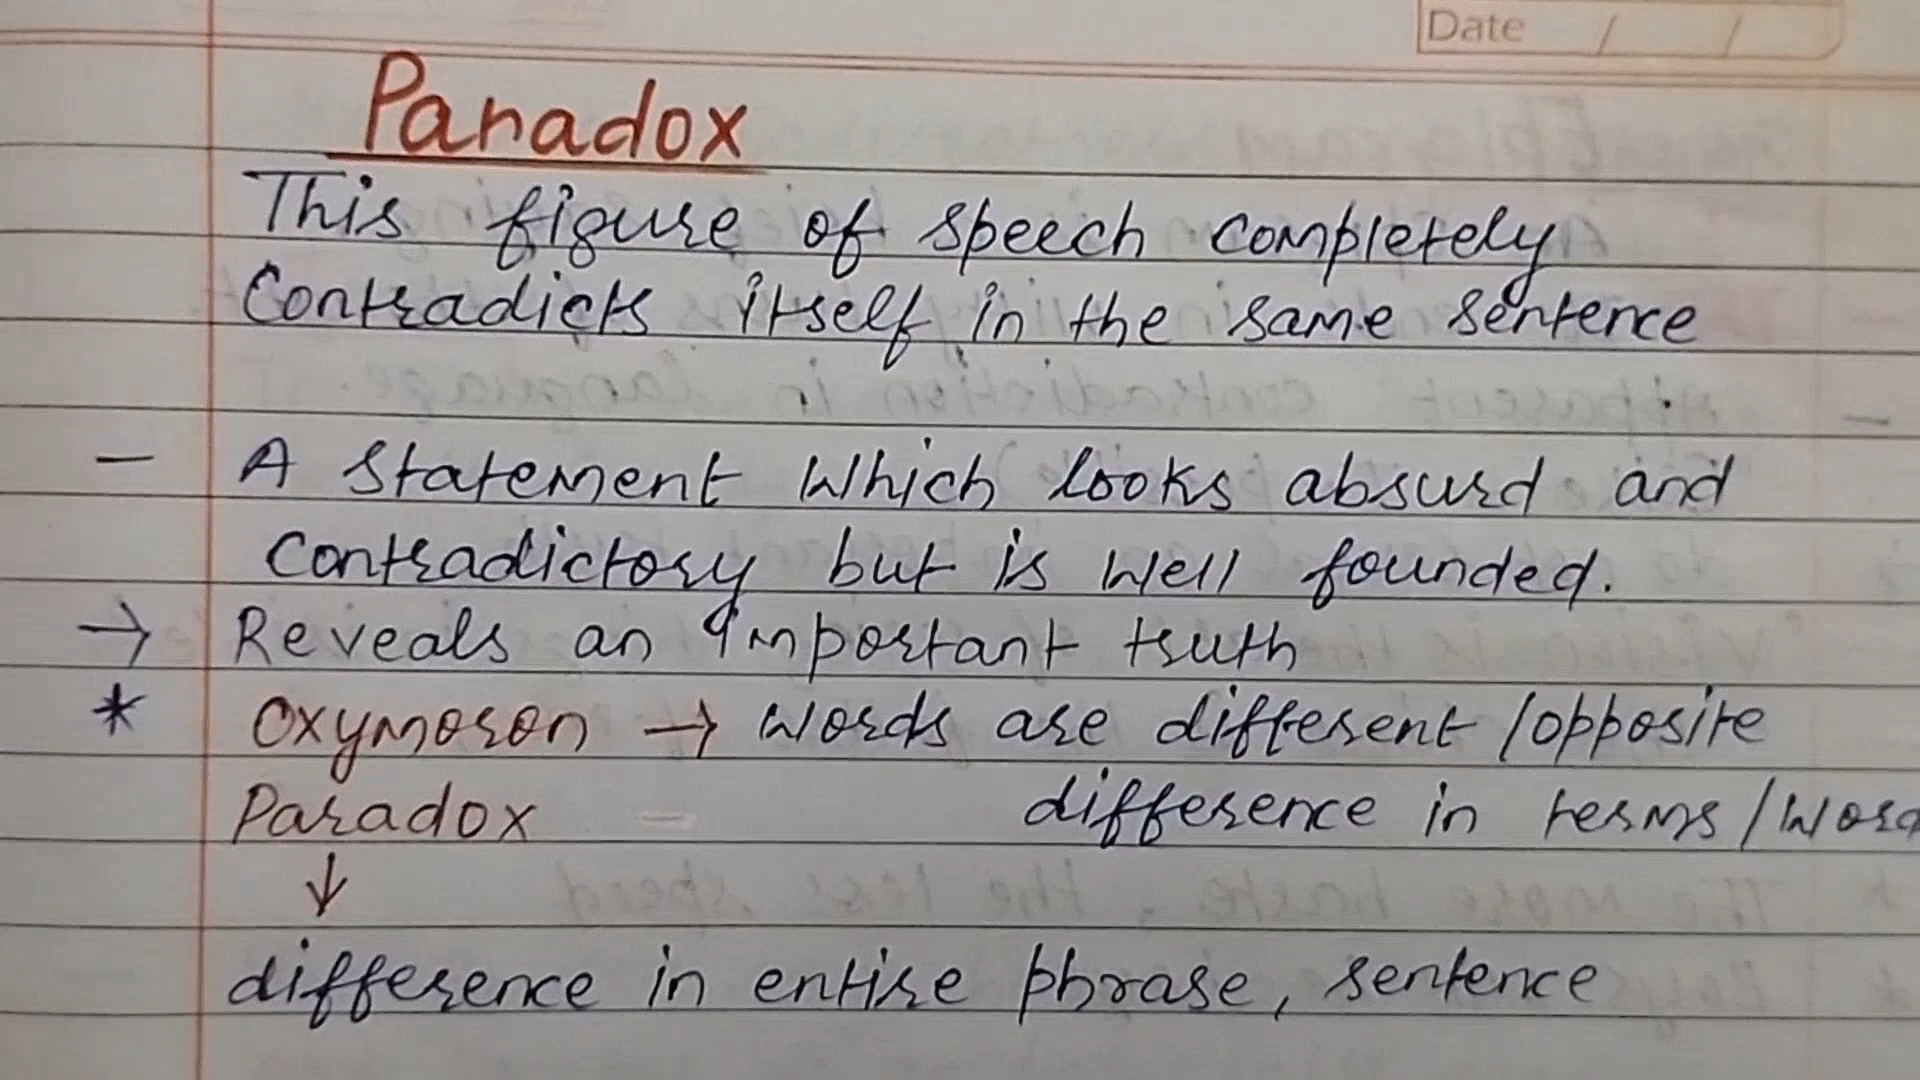 Date / /
Paradox
This figure of speech completely
Contradicts itself in the same sentence
- A Statement Which looks absurd and
Contradictory but is well founded.
→ Reveals an Important truth
* Oxymoron → Words are different / opposite
Paradox - difference in terms / Word
↓
difference in entire phrase, sentence